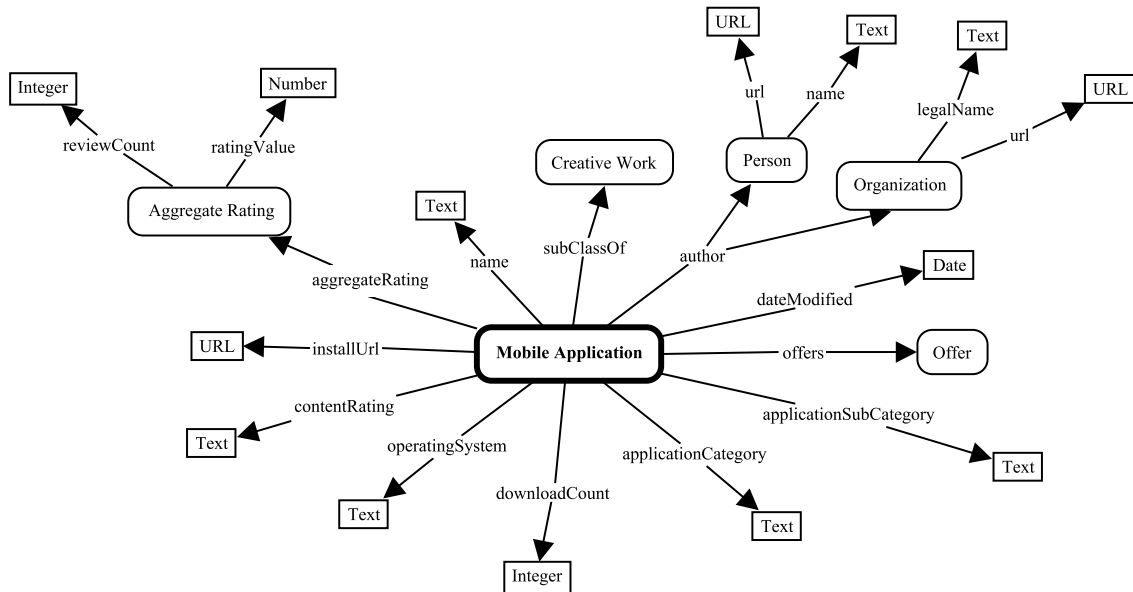 URL
Text
Text
Integer
Number
URL
url
name
legalName
reviewCount
ratingValue
url
Creative Work
Person
Organization
Aggregate Rating
Text
subClassOf
author
name
aggregateRating
Date
dateModified
URL
installUrl
Mobile Application
offers
Offer
contentRating
applicationSubCategory
Text
operatingSystem
applicationCategory
Text
downloadCount
Text
Text
Integer